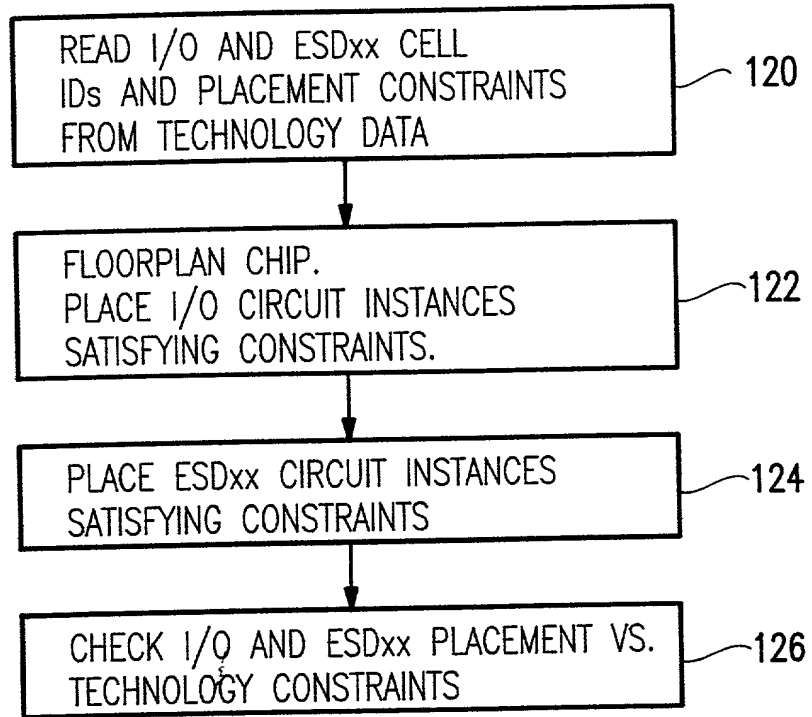 READ I/O AND ESDxx CELL
IDs AND PLACEMENT CONSTRAINTS
FROM TECHNOLOGY DATA
120
FLOORPLAN CHIP.
PLACE I/O CIRCUIT INSTANCES
SATISFYING CONSTRAINTS.
122
PLACE ESDxx CIRCUIT INSTANCES
SATISFYING CONSTRAINTS
124
CHECK I/O AND ESDxx PLACEMENT VS.
TECHNOLOGY CONSTRAINTS
126